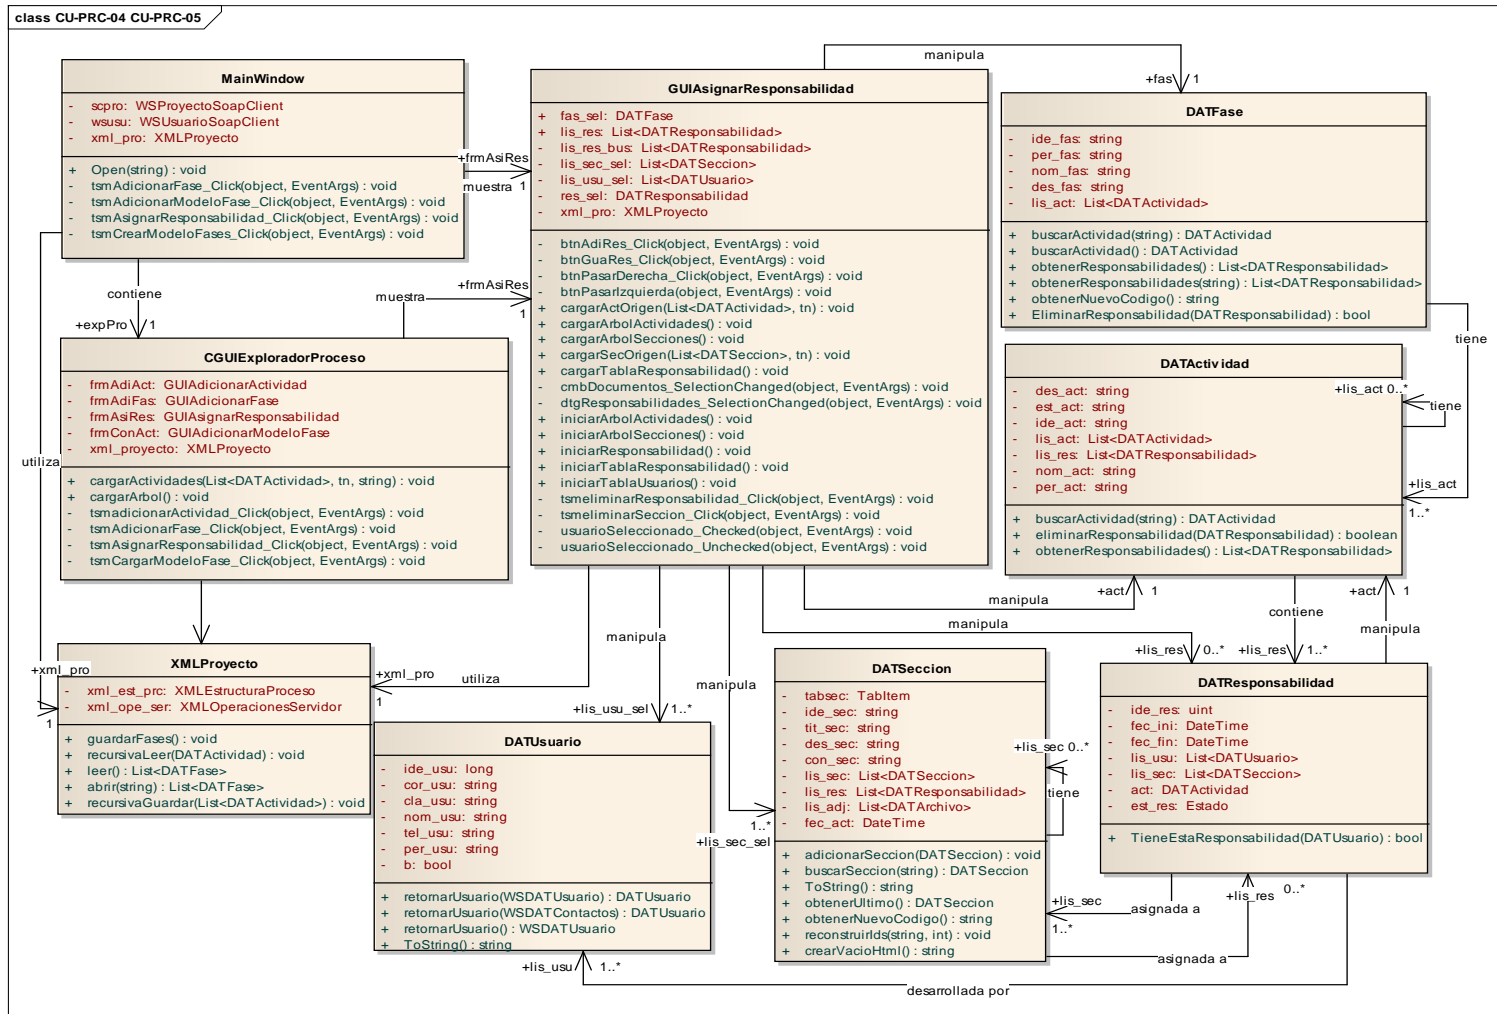 class CU-PRC-04 CU-PRC-05
MainWindow
- scpro: WSProyectoSoapClient
- wsusu: WSUsuarioSoapClient
- xml_pro: XMLProyecto
+ Open(string) : void
- tsmAdicionarFase_Click(object, EventArgs) : void
- tsmAdicionarModeloFase_Click(object, EventArgs) : void
- tsmAsignarResponsabilidad_Click(object, EventArgs) : void
- tsmCrearModeloFases_Click(object, EventArgs) : void
+frmAsiRes
muestra 1
contiene
+expPro 1
muestra
+frmAsiRes
1
utiliza
CGUIExploradorProceso
- frmAdiAct: GUIAdicionarActividad
- frmAdiFas: GUIAdicionarFase
- frmAsiRes: GUIAsignarResponsabilidad
- frmConAct: GUIAdicionarModeloFase
- xml_proyecto: XMLProyecto
+ cargarActividades(List<DATActividad>, tn, string) : void
+ cargarArbol() : void
- tsmadicionarActividad_Click(object, EventArgs) : void
- tsmAdicionarFase_Click(object, EventArgs) : void
- tsmAsignarResponsabilidad_Click(object, EventArgs) : void
- tsmCargarModeloFase_Click(object, EventArgs) : void
GUIAsignarResponsabilidad
+ fas_sel: DATFase
+ lis_res: List<DATResponsabilidad>
- lis_res_bus: List<DATResponsabilidad>
- lis_sec_sel: List<DATSeccion>
- lis_usu_sel: List<DATUsuario>
- res_sel: DATResponsabilidad
- xml_pro: XMLProyecto
- btnAdiRes_Click(object, EventArgs) : void
- btnGuaRes_Click(object, EventArgs) : void
- btnPasarDerecha_Click(object, EventArgs) : void
- btnPasarIzquierda(object, EventArgs) : void
+ cargarActOrigen(List<DATActividad>, tn) : void
+ cargarArbolActividades() : void
+ cargarArbolSecciones() : void
+ cargarSecOrigen(List<DATSeccion>, tn) : void
+ cargarTablaResponsabilidad() : void
- cmbDocumentos_SelectionChanged(object, EventArgs) : void
- dtgResponsabilidades_SelectionChanged(object, EventArgs) : void
+ iniciarArbolActividades() : void
+ iniciarArbolSecciones() : void
+ iniciarResponsabilidad() : void
+ iniciarTablaResponsabilidad() : void
+ iniciarTablaUsuarios() : void
- tsmeliminarResponsabilidad_Click(object, EventArgs) : void
- tsmeliminarSeccion_Click(object, EventArgs) : void
- usuarioSeleccionado_Checked(object, EventArgs) : void
- usuarioSeleccionado_Unchecked(object, EventArgs) : void
manipula
+fas 1
DATFase
- ide_fas: string
- per_fas: string
- nom_fas: string
- des_fas: string
- lis_act: List<DATActividad>
+ buscarActividad(string) : DATActividad
+ buscarActividad() : DATActividad
+ obtenerResponsabilidades() : List<DATResponsabilidad>
+ obtenerResponsabilidades(string) : List<DATResponsabilidad>
+ obtenerNuevoCodigo() : string
+ EliminarResponsabilidad(DATResponsabilidad) : bool
tiene
DATActividad
- des_act: string
- est_act: string
- ide_act: string
- lis_act: List<DATActividad>
- lis_res: List<DATResponsabilidad>
- nom_act: string
- per_act: string
+ buscarActividad(string) : DATActividad
+ eliminarResponsabilidad(DATResponsabilidad) : boolean
+ obtenerResponsabilidades() : List<DATResponsabilidad>
+lis_act 0..*
tiene
+lis_act
1..*
+act 1
manipula
contiene
+act 1
manipula
manipula
+lis_res 0..*
+lis_res 1..*
XMLProyecto
- xml_est_prc: XMLEstructuraProceso
- xml_ope_ser: XMLOperacionesServidor
+ guardarFases() : void
+ recursivaLeer(DATActividad) : void
+ leer() : List<DATFase>
+ abrir(string) : List<DATFase>
+ recursivaGuardar(List<DATActividad>) : void
+xml_pro
1
+xml_pro
1
utiliza
manipula
+lis_usu_sel 1..*
DATUsuario
- ide_usu: long
- cor_usu: string
- cla_usu: string
- nom_usu: string
- tel_usu: string
- per_usu: string
- b: bool
+ retornarUsuario(WSDATUsuario) : DATUsuario
+ retornarUsuario(WSDATContactos) : DATUsuario
+ retornarUsuario() : WSDATUsuario
+ ToString() : string
manipula
1..*
+lis_sec_sel
DATSeccion
- tabsec: TabItem
- ide_sec: string
- tit_sec: string
- des_sec: string
- con_sec: string
- lis_sec: List<DATSeccion>
- lis_res: List<DATResponsabilidad>
- lis_adj: List<DATArchivo>
- fec_act: DateTime
+ adicionarSeccion(DATSeccion) : void
+ buscarSeccion(string) : DATSeccion
+ ToString() : string
+ obtenerUltimo() : DATSeccion
+ obtenerNuevoCodigo() : string
+ reconstruirIds(string, int) : void
+ crearVacioHtml() : string
+lis_sec 0..*
tiene
DATResponsabilidad
- ide_res: uint
- fec_ini: DateTime
- fec_fin: DateTime
- lis_usu: List<DATUsuario>
- lis_sec: List<DATSeccion>
- act: DATActividad
- est_res: Estado
+ TieneEstaResponsabilidad(DATUsuario) : bool
+lis_sec
1..*
asignada a
+lis_res
0..*
asignada a
+lis_usu 1..*
desarrollada por